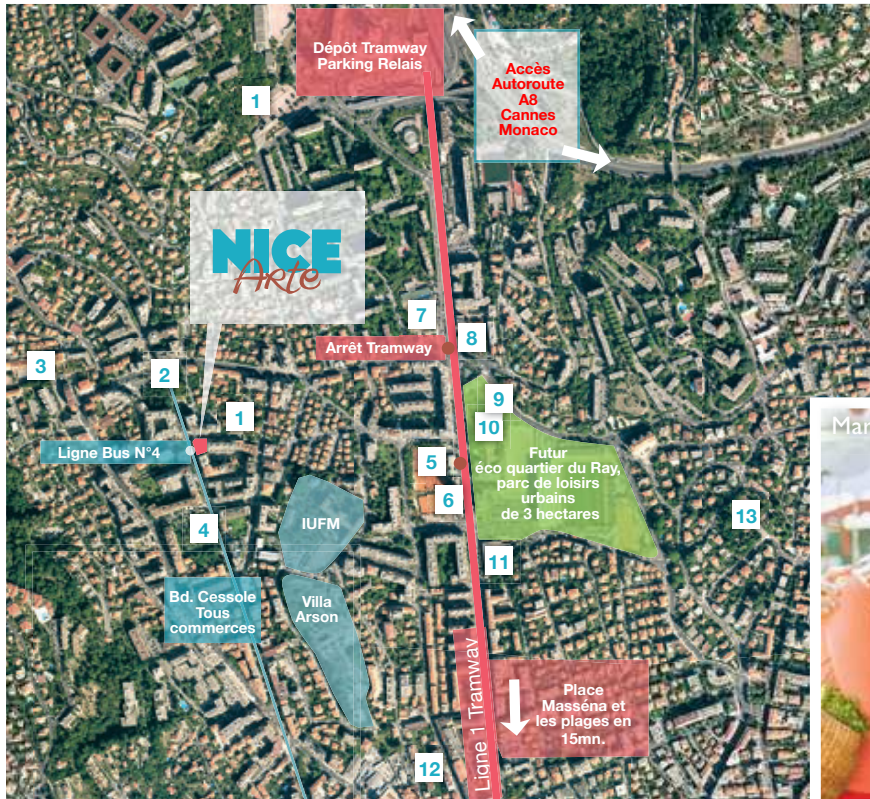 Dépôt Tramway
Parking Relais
Accès
Autoroute
A8
Cannes
Monaco
1
NICE
Arte
7
8
Arrêt Tramway
3
2
9
1
10
Ligne Bus N°4
5
Futur
éco quartier du Ray,
parc de loisirs
urbains
de 3 hectares
6
13
4
IUFM
11
Bd. Cessole
Tous
commerces
Villa
Arson
Ligne 1 Tramway
Place
Masséna et
les plages en
15mn.
12